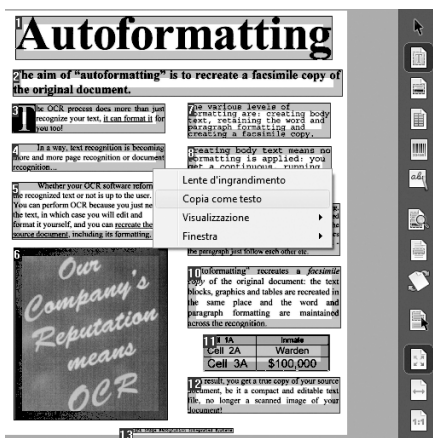 1
Autoformatting
2 he aim of “autoformatting” is to recreate a facsimile copy of
the original document.
3 The OCR process does more than just
recognize your text, it can format it for
you too!
4 In a way, text recognition is becoming
more and more page recognition or document
recognition...
5 Whether your OCR software reform
the recognized text or not is up to the user.
You can perform OCR because you just ne
the text, in which case you will edit and
format it yourself, and you can recreate the
source document, including its formatting.
6
Our
Company's
Reputation
means
OCR
7 he various levels of
formatting are: creating body
text, retaining the word and
paragraph formatting and
creating a facsimile copy.
8 reating body text means no
formatting is applied: you
get a continuous, running
Lente d'ingrandimento
Copia come testo
Visualizzazione
Finestra
the paragraph just follow each other etc.
10 toformatting” recreates a facsimile
copy of the original document: the text
blocks, graphics and tables are recreated in
the same place and the word and
paragraph formatting are maintained
across the recognition.
11 ll 1A Inmate
Cell 2A Warden
Cell 3A $100,000
12 result, you get a true copy of your source
document, be it a compact and editable text
file, no longer a scanned image of your
document!
13
1:1